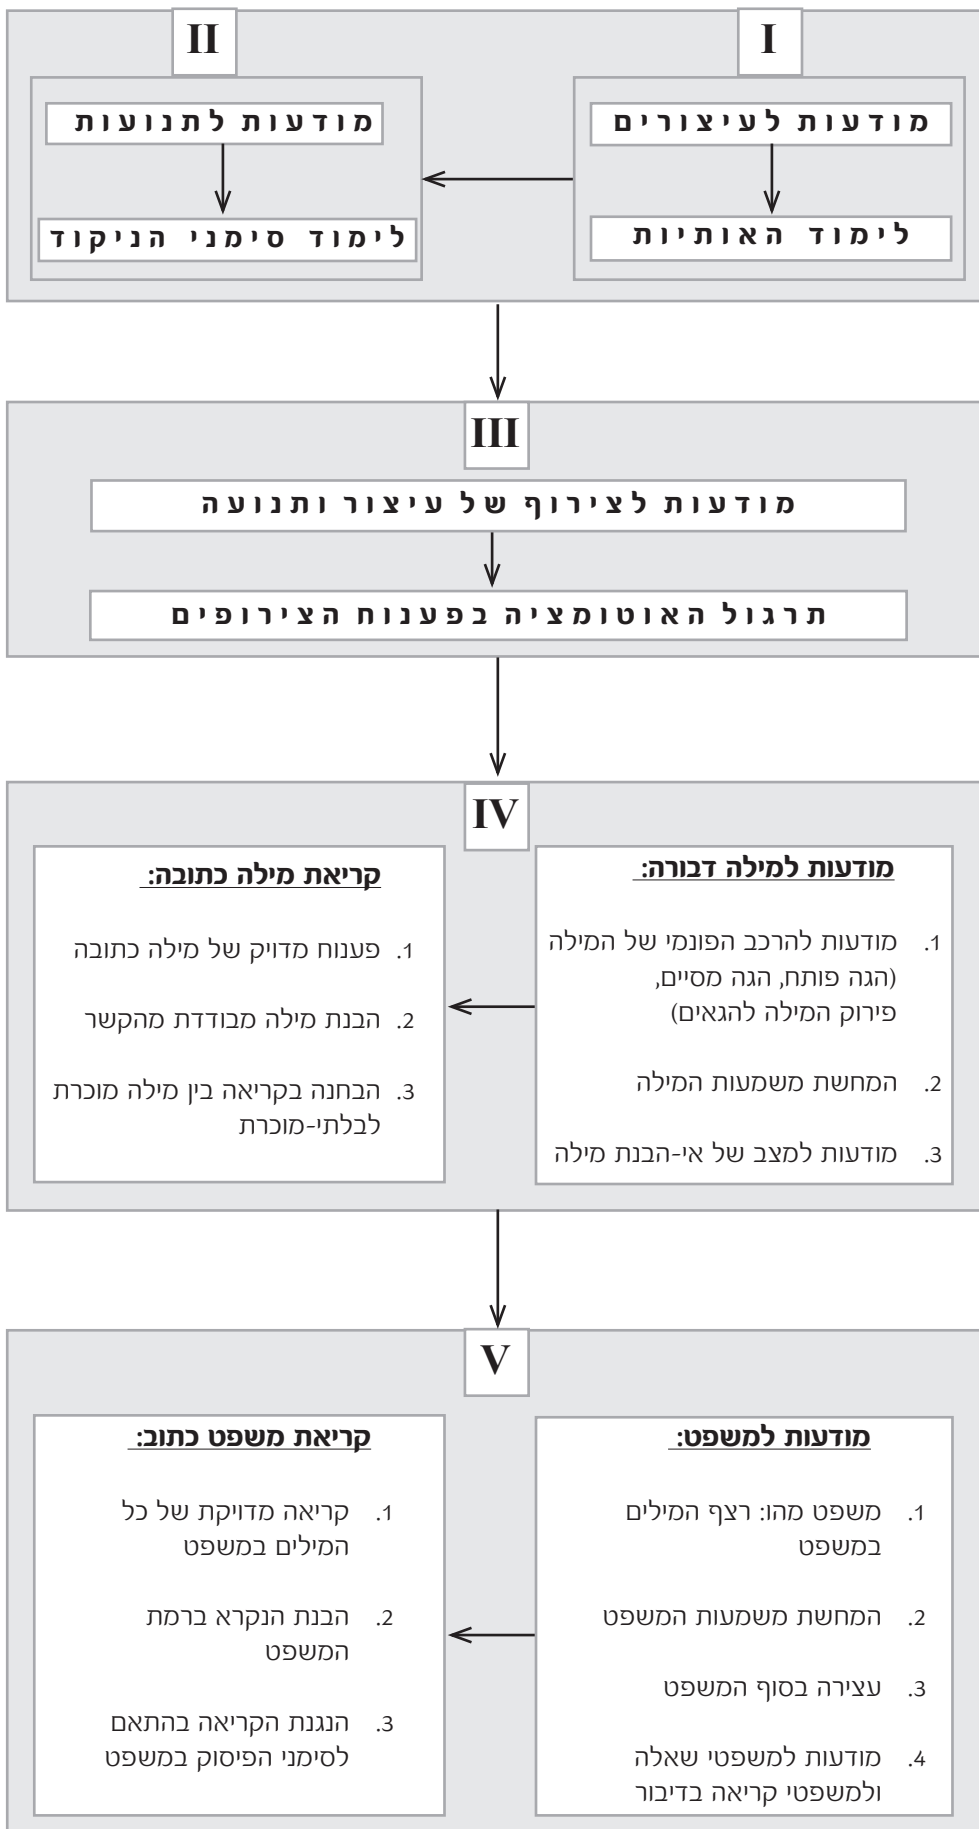 I
מודעות לעיצורים
לימוד האותיות
II
מודעות לתנועות
לימוד סימני הניקוד
III
מודעות לצירוף של עיצור ותנועה
תרגול האוטומציה בפענוח הצירופים
IV
מודעות למילה דבורה:
1. מודעות להרכב הפונמי של המילה
(הגה פותח, הגה מסיים,
פירוק המילה להגאים)
2. המחשת משמעות המילה
3. מודעות למצב של אי-הבנת מילה
קריאת מילה כתובה:
1. פענוח מדויק של מילה כתובה
2. הבנת מילה מבודדת מהקשר
3. הבחנה בקריאה בין מילה מוכרת
לבלתי-מוכרת
V
מודעות למשפט:
1. משפט מהו: רצף המילים
במשפט
2. המחשת משמעות המשפט
3. עצירה בסוף המשפט
4. מודעות למשפטי שאלה
ולמשפטי קריאה בדיבור
קריאת משפט כתוב:
1. קריאה מדויקת של כל
המילים במשפט
2. הבנת הנקרא ברמת
המשפט
3. הנגנת הקריאה בהתאם
לסימני הפיסוק במשפט